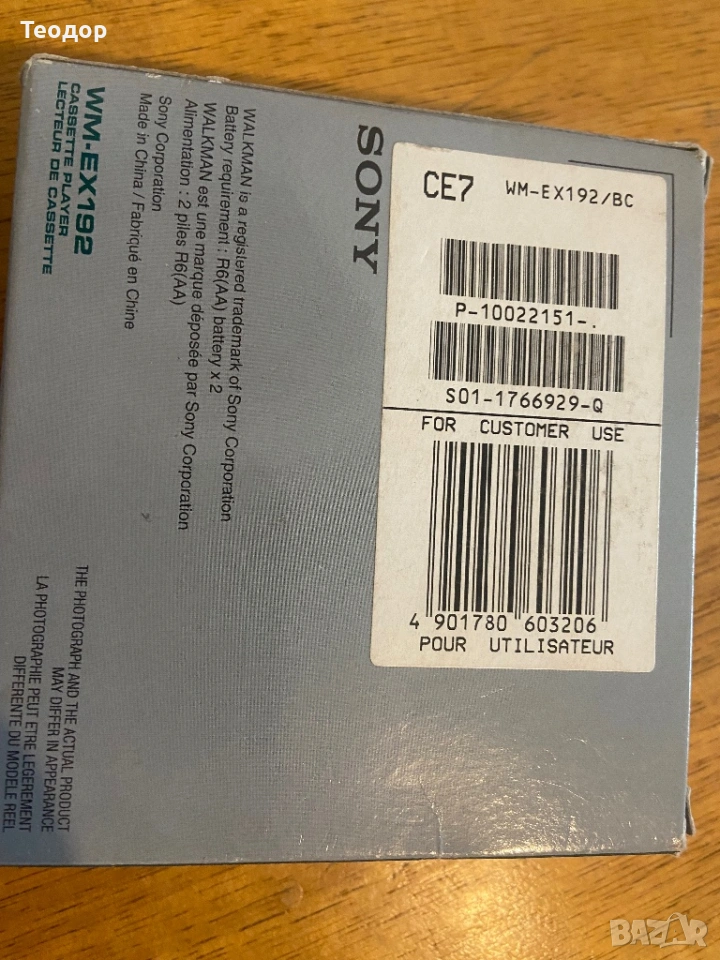 Теодор
SONY
WM-EX192
CASSETTE PLAYER
LECTEUR DE CASSETTE
WALKMAN is a registered trademark of Sony Corporation
Battery requirement : R6(AA) battery x 2
WALKMAN est une marque déposée par Sony Corporation
Alimentation : 2 piles R6(AA)
Sony Corporation
Made in China / Fabriqué en Chine
THE PHOTOGRAPH AND THE ACTUAL PRODUCT
MAY DIFFER IN APPEARANCE
LA PHOTOGRAPHIE PEUT ETRE LEGEREMENT
DIFFERENTE DU MODELE REEL
CE7 WM-EX192/BC
P-10022151-.
S01-1766929-Q
FOR CUSTOMER USE
4 901780 603206
POUR UTILISATEUR
BAZAR